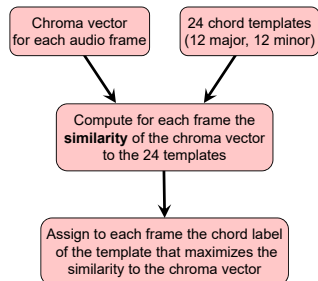 Chroma vector
for each audio frame
24 chord templates
(12 major, 12 minor)
Compute for each frame the
similarity of the chroma vector
to the 24 templates
Assign to each frame the chord label
of the template that maximizes the
similarity to the chroma vector